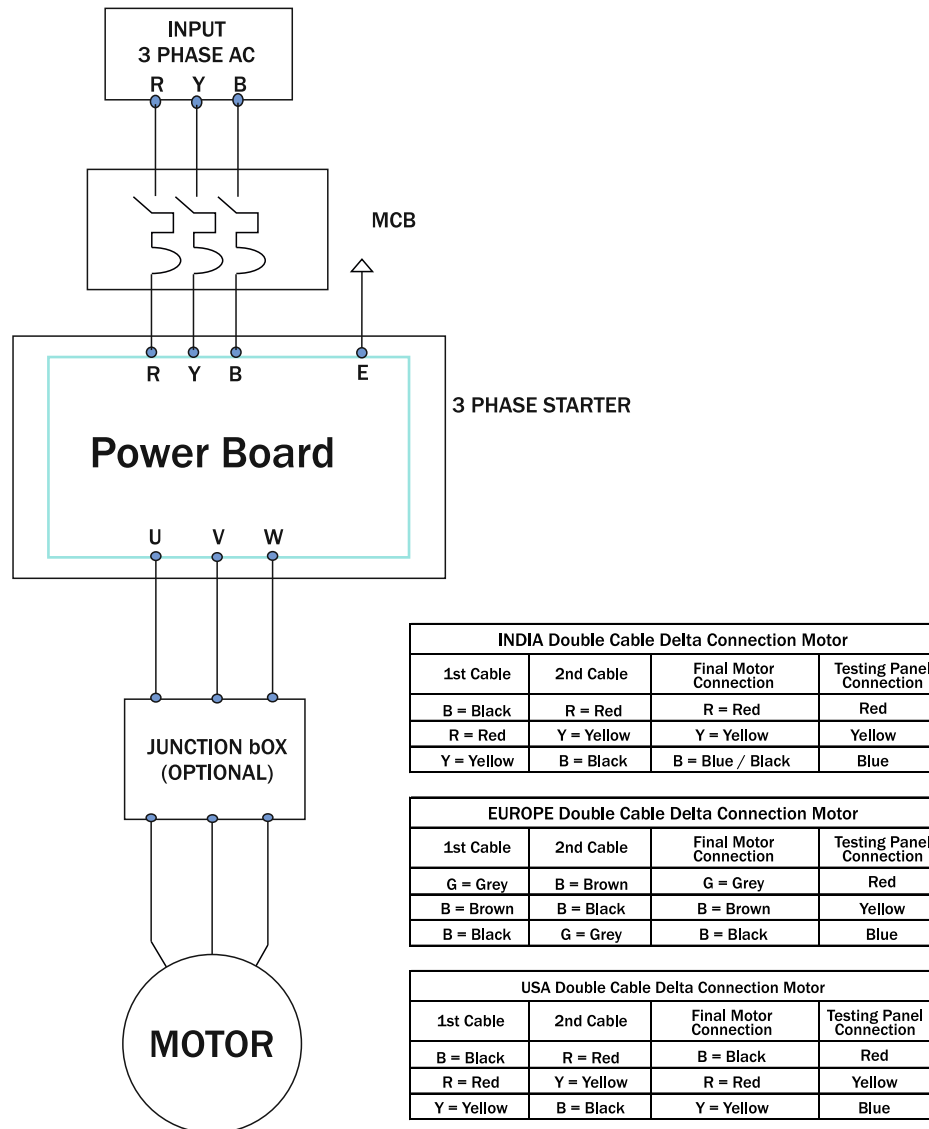 INPUT
3 PHASE AC
R Y B
MCB
R Y B E
3 PHASE STARTER
Power Board
U V W
JUNCTION bOX
(OPTIONAL)
MOTOR
INDIA Double Cable Delta Connection Motor
1st Cable 2nd Cable Final Motor Connection Testing Panel Connection
B = Black R = Red R = Red Red
R = Red Y = Yellow Y = Yellow Yellow
Y = Yellow B = Black B = Blue / Black Blue
EUROPE Double Cable Delta Connection Motor
1st Cable 2nd Cable Final Motor Connection Testing Panel Connection
G = Grey B = Brown G = Grey Red
B = Brown B = Black B = Brown Yellow
B = Black G = Grey B = Black Blue
USA Double Cable Delta Connection Motor
1st Cable 2nd Cable Final Motor Connection Testing Panel Connection
B = Black R = Red B = Black Red
R = Red Y = Yellow R = Red Yellow
Y = Yellow B = Black Y = Yellow Blue